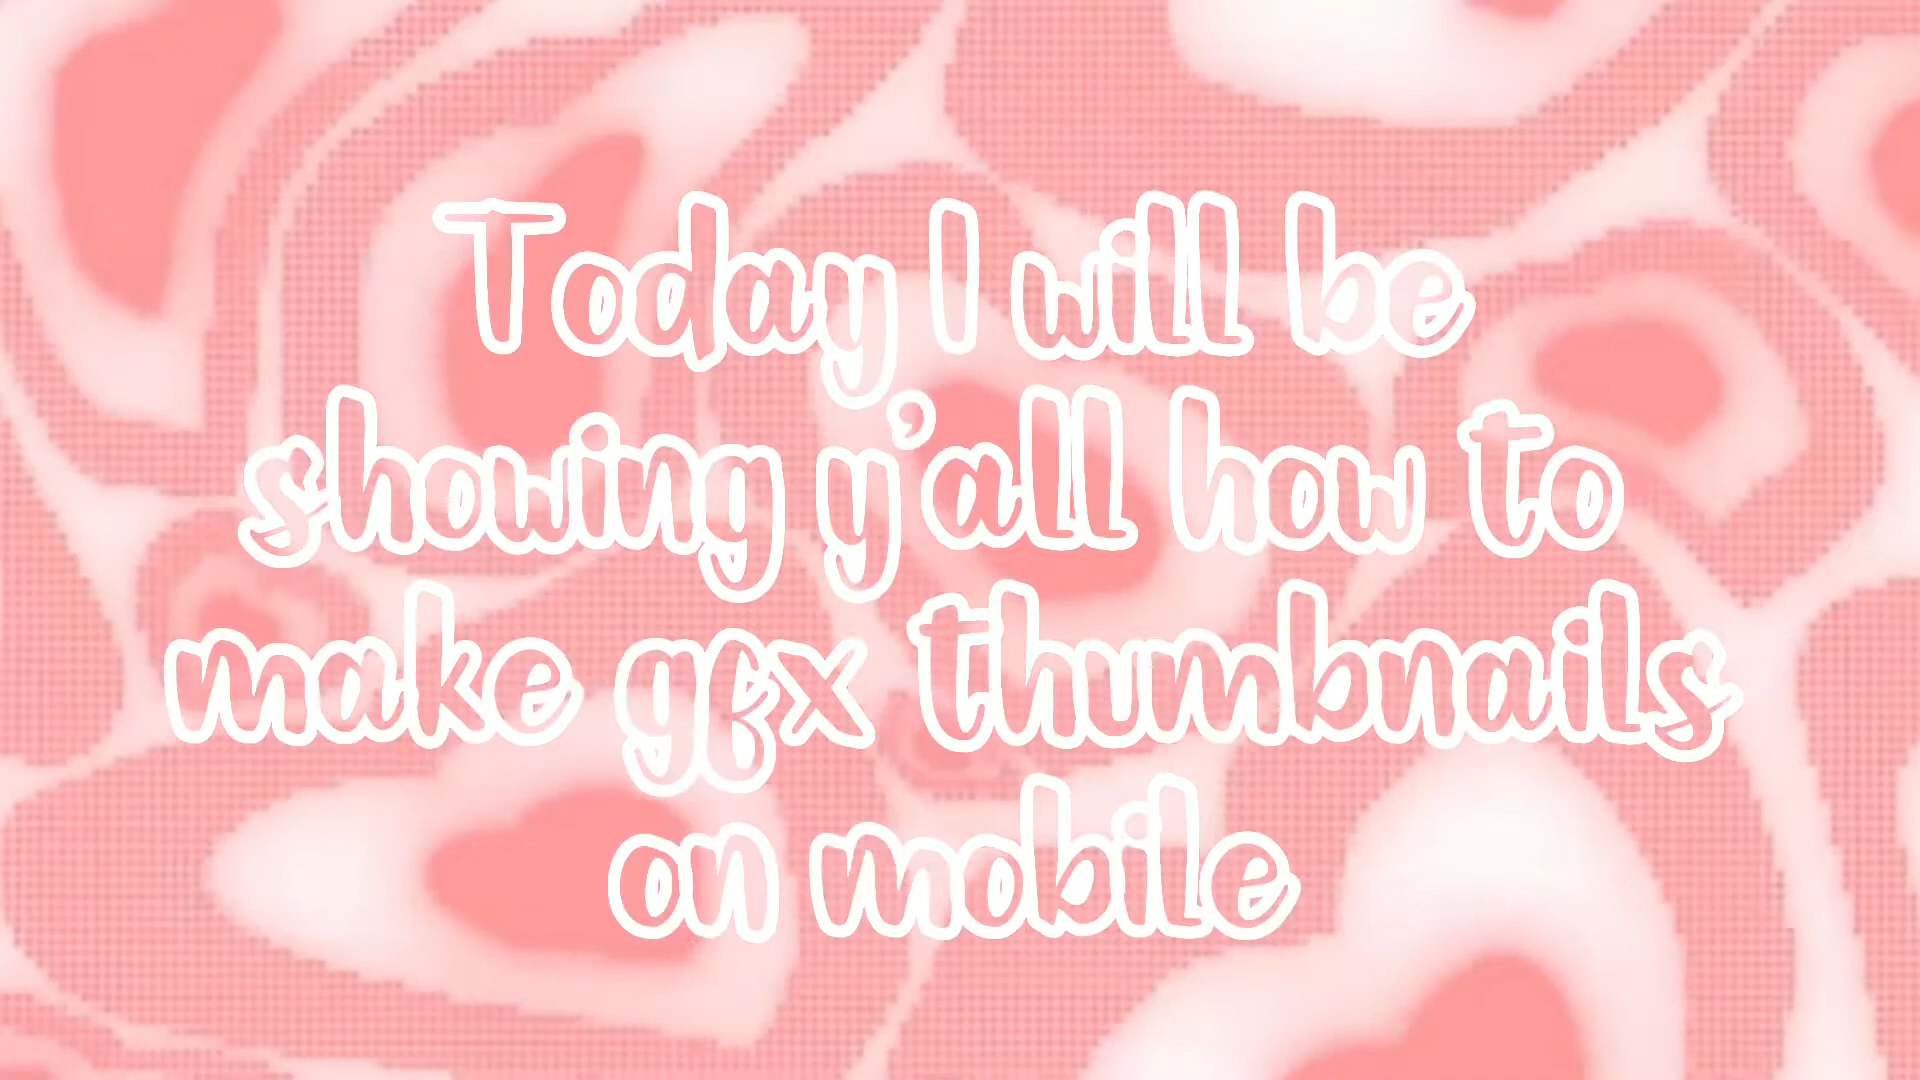 Today I will be
showing y'all how to
make gfx thumbnails
on mobile